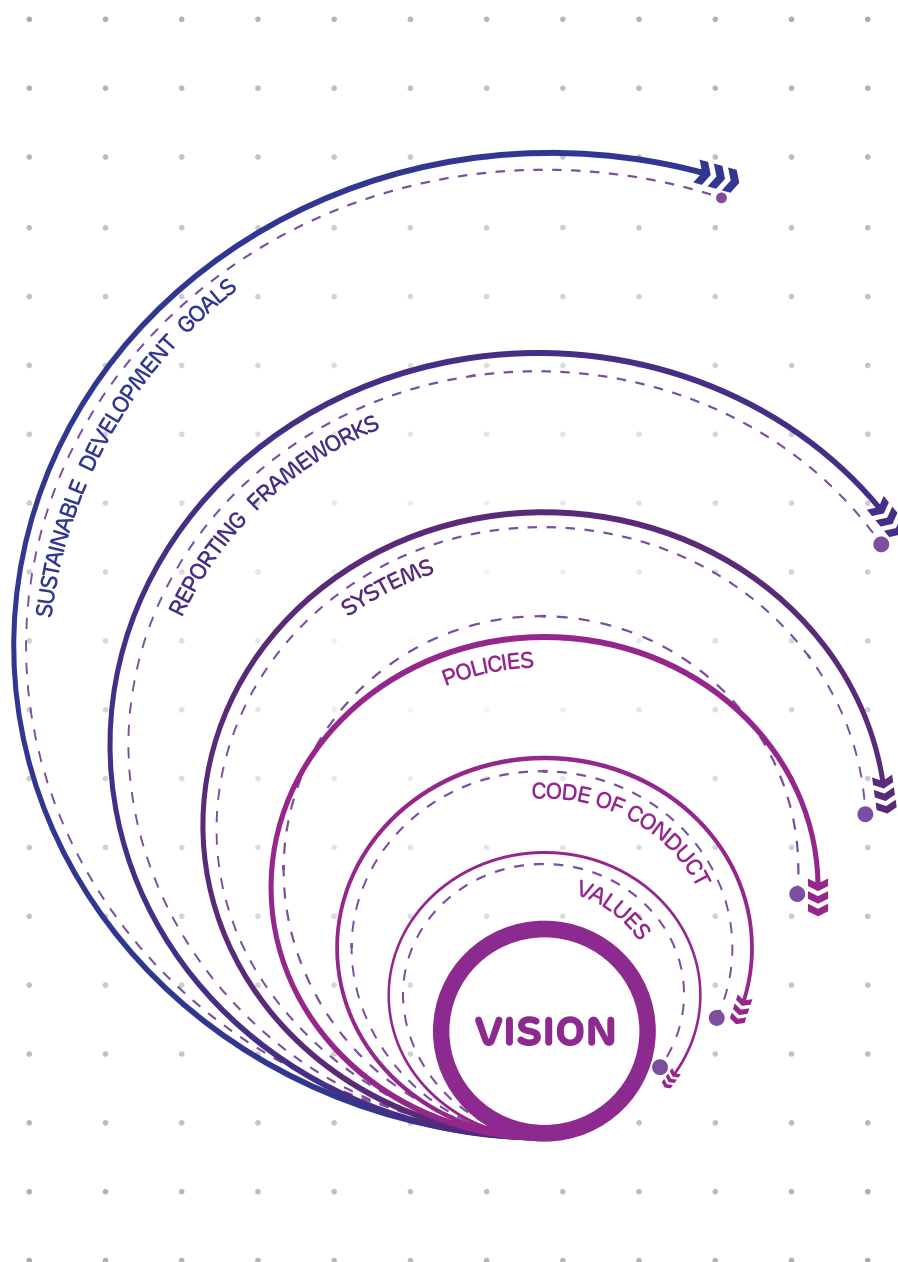 SUSTAINABLE DEVELOPMENT GOALS
REPORTING FRAMEWORKS
SYSTEMS
POLICIES
CODE OF CONDUCT
VALUES
VISION